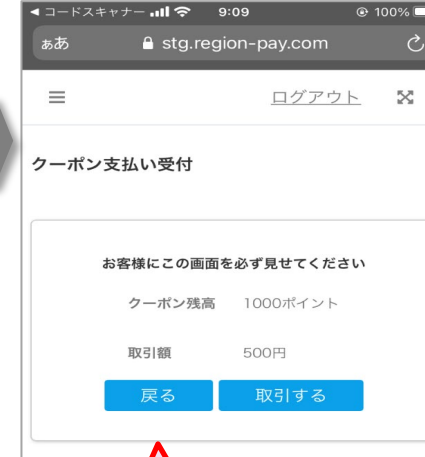 ◀ コードスキャナー 9:09 100%
ぁあ stg.region-pay.com
ログアウト
クーポン支払い受付
お客様にこの画面を必ず見せてください
クーポン残高 1000ポイント
取引額 500円
戻る 取引する